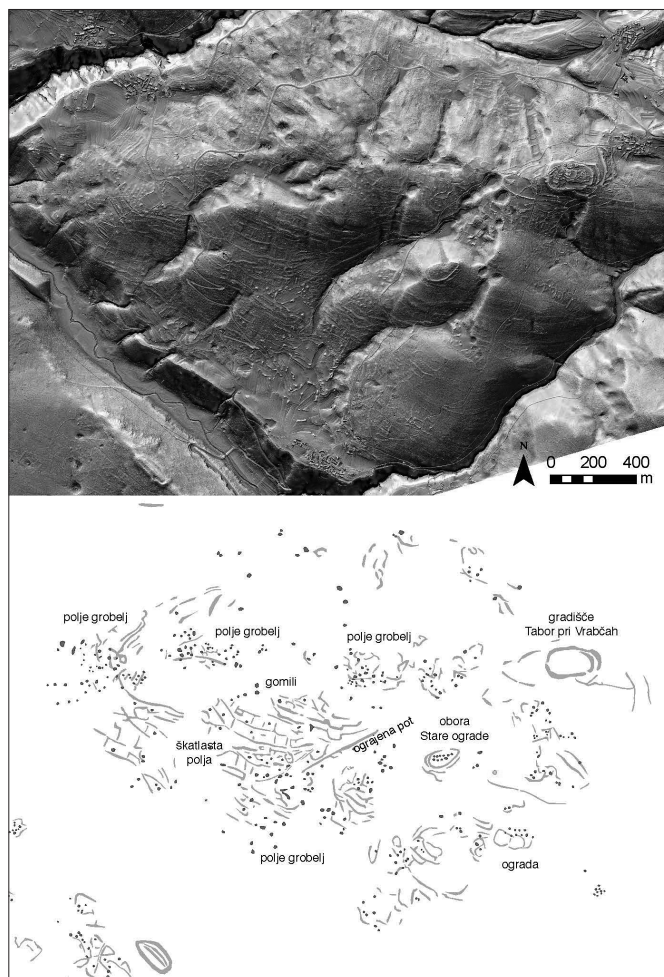 N
0 200 400
m
polje grobelj
polje grobelj
polje grobelj
gradišče
Tabor pri Vrabčah
gomili
ograjena pot
obora
Stare ograde
škatlasta
polja
polje grobelj
ograda